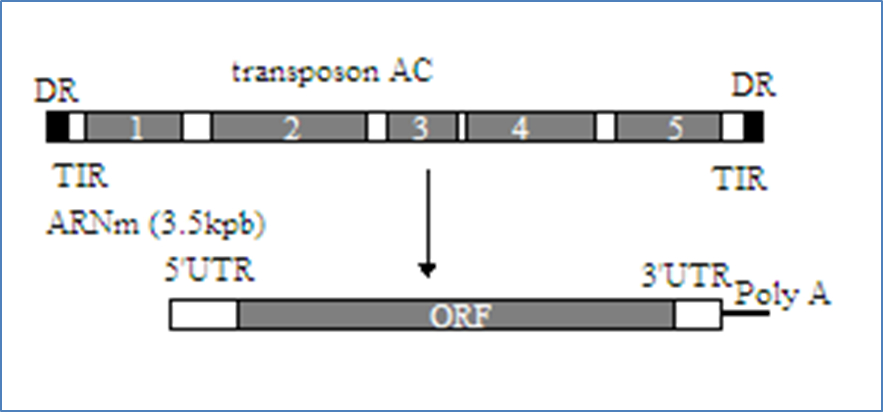 transposon AC
DR DR
1 2 3 4 5
TIR TIR
ARNm (3.5kpb)
5'UTR 3'UTR
Poly A
ORF